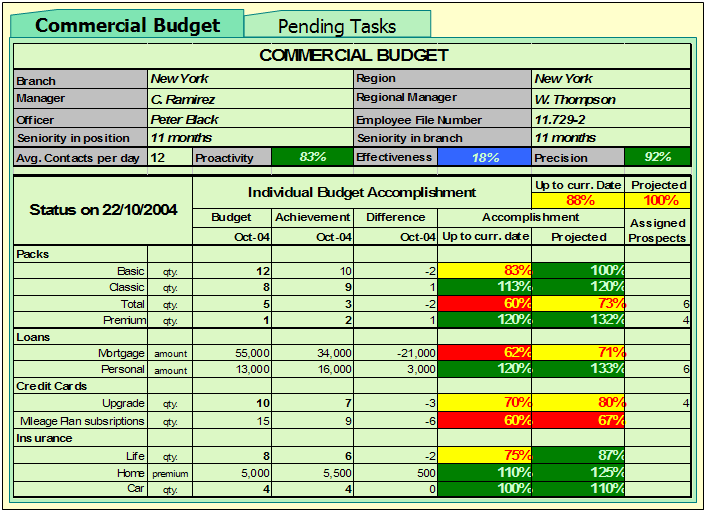 Commercial Budget Pending Tasks
COMMERCIAL BUDGET
Branch New York Region New York
Manager C. Ramirez Regional Manager W. Thompson
Officer Peter Black Employee File Number 11.729-2
Seniority in position 11 months Seniority in branch 11 months
Avg. Contacts per day 12 Proactivity 83% Effectiveness 18% Precision 92%
Status on 22/10/2004 Individual Budget Accomplishment Up to curr. Date Projected
88% 100%
Budget Achievement Difference Accomplishment Assigned Prospects
Oct-04 Oct-04 Oct-04 Up to curr. date Projected
Packs
Basic qty. 12 10 -2 83% 100%
Classic qty. 8 9 1 113% 120%
Total qty. 5 3 -2 60% 73% 6
Premium qty. 1 2 1 120% 132% 4
Loans
Mortgage amount 55,000 34,000 -21,000 62% 71%
Personal amount 13,000 16,000 3,000 120% 133% 6
Credit Cards
Upgrade qty. 10 7 -3 70% 80% 4
Mileage Plan subsriptions qty. 15 9 -6 60% 67%
Insurance
Life qty. 8 6 -2 75% 87%
Home premium 5,000 5,500 500 110% 125%
Car qty. 4 4 0 100% 110%